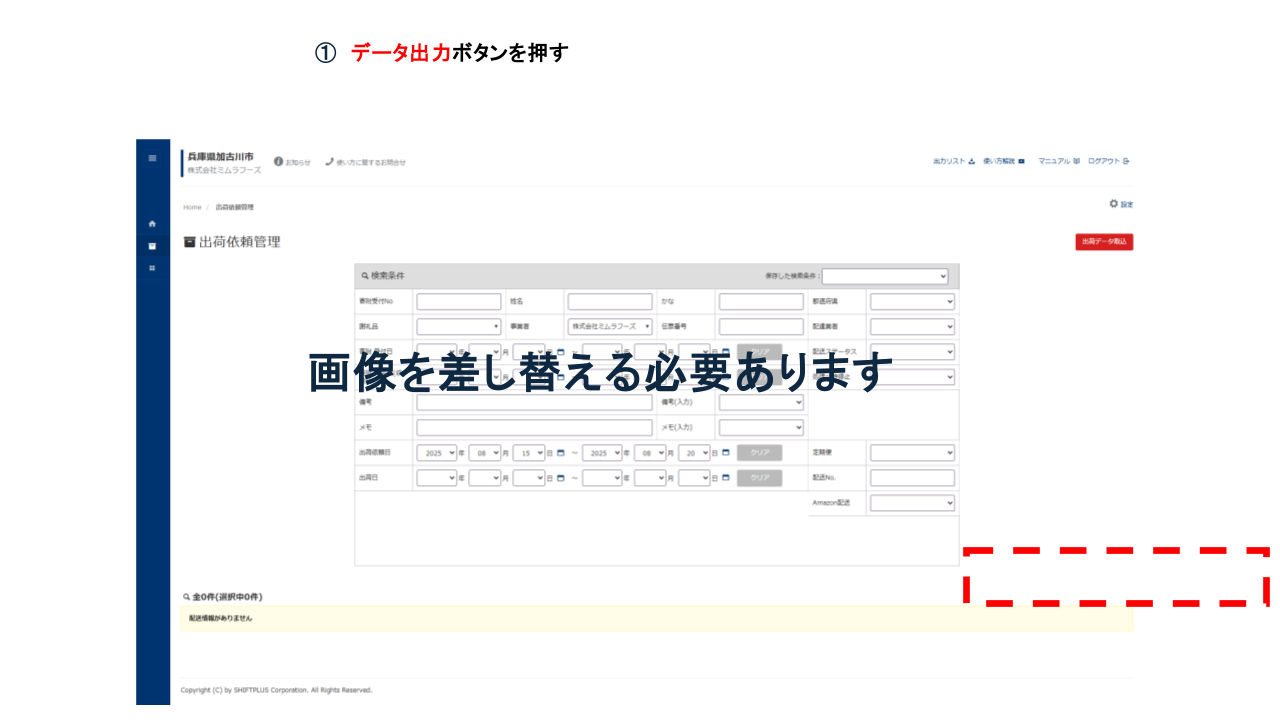 ① データ出力ボタンを押す
兵庫県加古川市
株式会社ミムラフーズ
お知らせ 使い方に関するお問合せ
出力リスト 使い方解説 マニュアル ログアウト
Home / 出荷依頼管理
設定
出荷依頼管理
出荷データ取込
検索条件 保存した検索条件:
寄附受付No 姓名 かな 都道府県
謝礼品 事業者 株式会社ミムラフーズ 伝票番号 配達業者
年 月 日 ~ 年 月 日 クリア 配送ステータス
画像を差し替える必要あります
備考 備考(入力)
メモ メモ(入力)
出荷依頼日 2025 年 08 月 15 日 ~ 2025 年 08 月 20 日 クリア 定期便
出荷日 年 月 日 ~ 年 月 日 クリア 配送No.
Amazon配送
全0件(選択中0件)
配送情報がありません
Copyright (C) by SHIFTPLUS Corporation. All Rights Reserved.